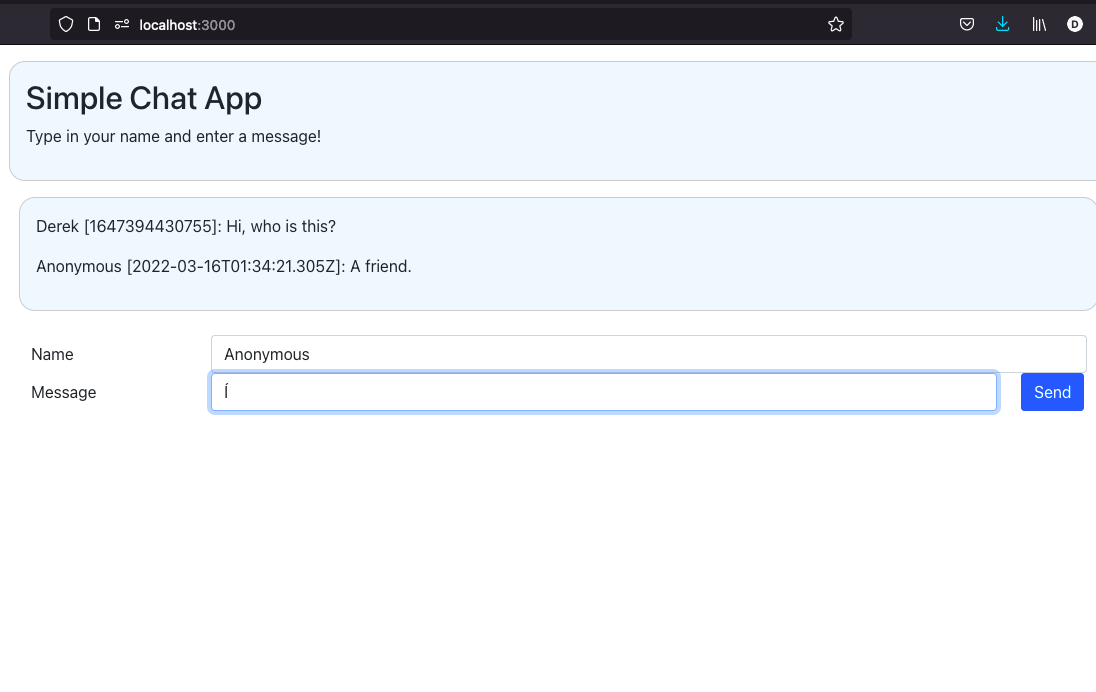 localhost:3000
D
Simple Chat App
Type in your name and enter a message!
Derek [1647394430755]: Hi, who is this?
Anonymous [2022-03-16T01:34:21.305Z]: A friend.
Name Anonymous
Message Í Send